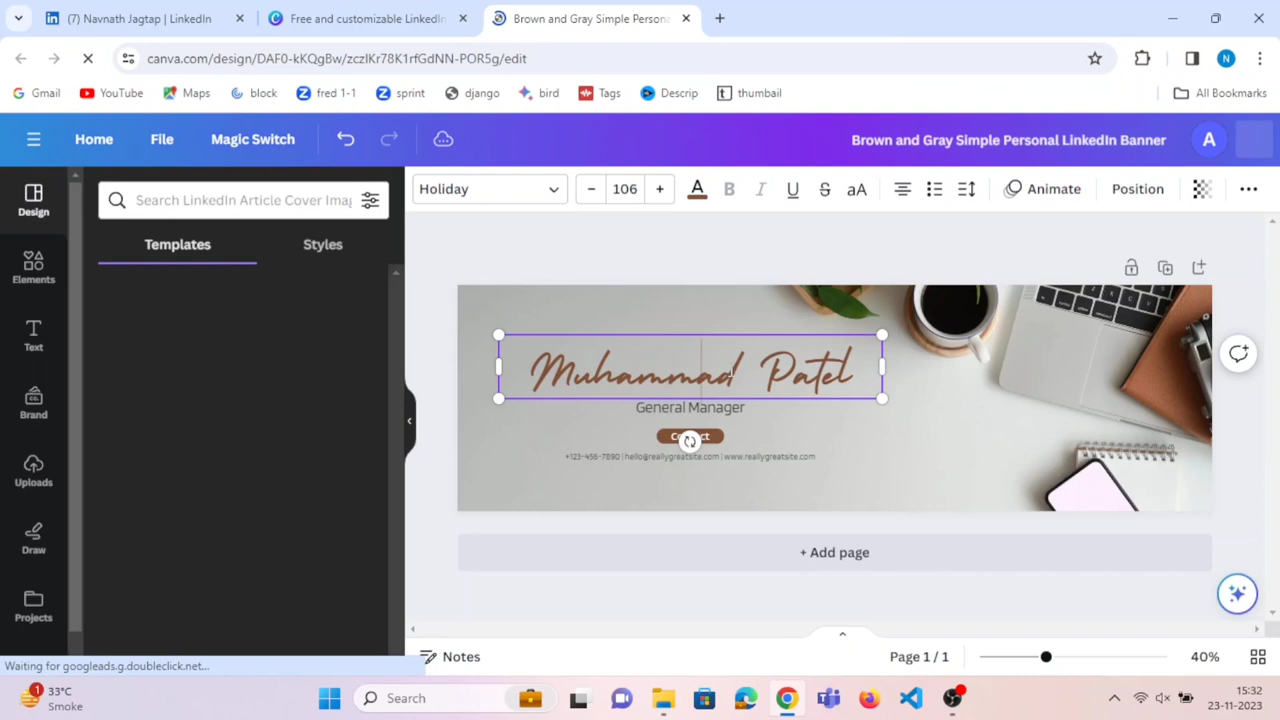 (7) Navnath Jagtap | LinkedIn
Free and customizable LinkedIn
Brown and Gray Simple Persona
canva.com/design/DAF0-kKQgBw/zczIKr78K1rfGdNN-POR5g/edit
N
Gmail
YouTube
Maps
block
fred 1-1
sprint
django
bird
Tags
Descrip
thumbail
All Bookmarks
Home
File
Magic Switch
Brown and Gray Simple Personal LinkedIn Banner
A
Design
Elements
Text
Brand
Uploads
Draw
Projects
Search LinkedIn Article Cover Imag
Templates
Styles
Holiday
106
A
B
I
U
S
aA
Animate
Position
Muhammad Patel
General Manager
+123-456-7890 | hello@reallygreatsite.com | www.reallygreatsite.com
+ Add page
Waiting for googleads.g.doubleclick.net...
Notes
Page 1 / 1
40%
1
33°C
Smoke
Search
15:32
23-11-2023